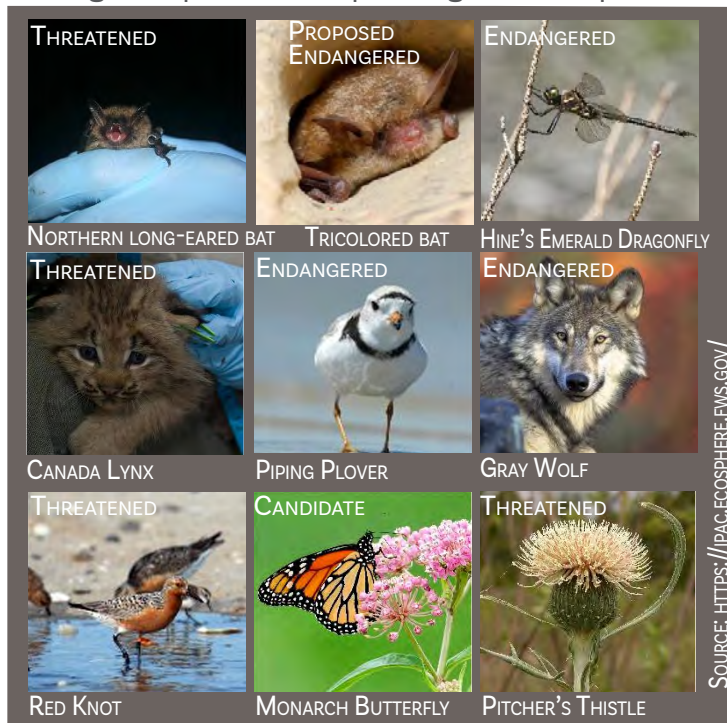 THREATENED
PROPOSED
ENDANGERED
ENDANGERED
NORTHERN LONG-EARED BAT
TRICOLORED BAT
HINE'S EMERALD DRAGONFLY
THREATENED
ENDANGERED
ENDANGERED
CANADA LYNX
PIPING PLOVER
GRAY WOLF
THREATENED
CANDIDATE
THREATENED
RED KNOT
MONARCH BUTTERFLY
PITCHER'S THISTLE
SOURCE: HTTPS://IPAC.ECOSPHERE.FWS.GOV/